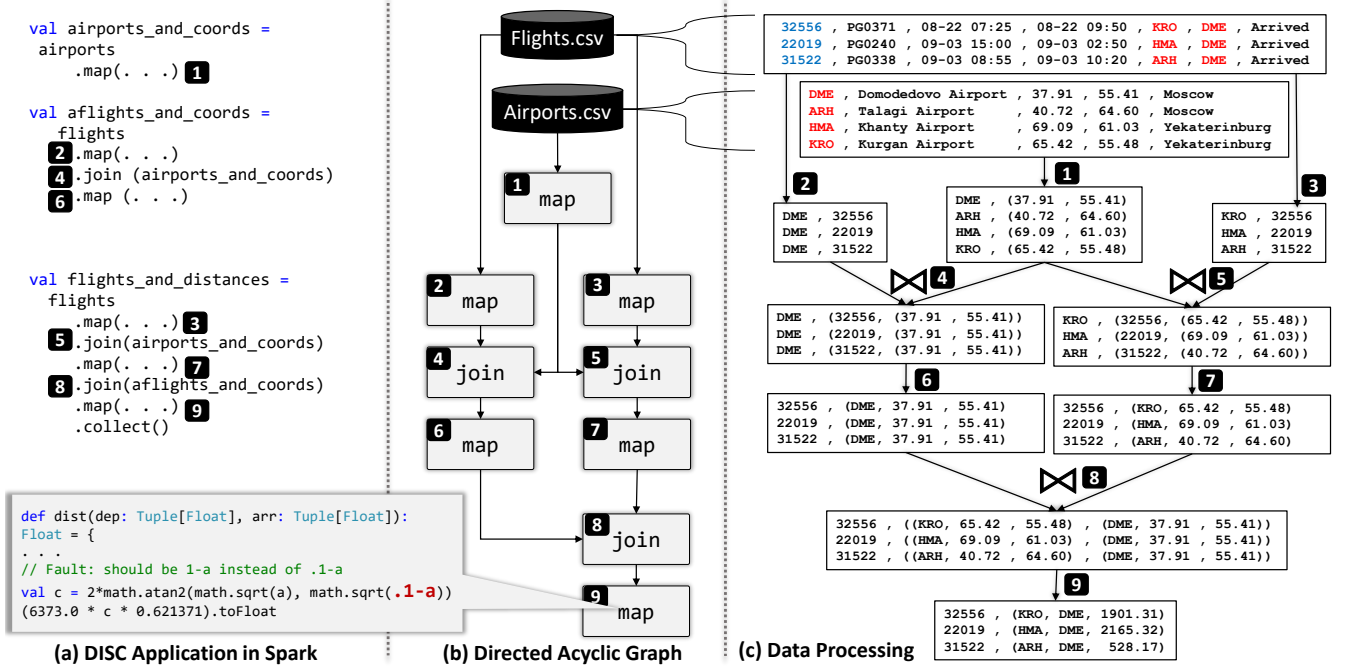 val airports_and_coords =
airports
.map(. . .) 1
val aflights_and_coords =
flights
2 .map(. . .)
4 .join (airports_and_coords)
6 .map (. . .)
val flights_and_distances =
flights
.map(. . .) 3
5 .join(airports_and_coords)
.map(. . .) 7
8 .join(aflights_and_coords)
.map(. . .) 9
.collect()
def dist(dep: Tuple[Float], arr: Tuple[Float]):
Float = {
. . .
// Fault: should be 1-a instead of .1-a
val c = 2*math.atan2(math.sqrt(a), math.sqrt(.1-a))
(6373.0 * c * 0.621371).toFloat
(a) DISC Application in Spark
Flights.csv
Airports.csv
1 map
2 map
3 map
4 join
5 join
6 map
7 map
8 join
9 map
(b) Directed Acyclic Graph
32556 , PG0371 , 08-22 07:25 , 08-22 09:50 , KRO , DME , Arrived
22019 , PG0240 , 09-03 15:00 , 09-03 02:50 , HMA , DME , Arrived
31522 , PG0338 , 09-03 08:55 , 09-03 10:20 , ARH , DME , Arrived
DME , Domodedovo Airport , 37.91 , 55.41 , Moscow
ARH , Talagi Airport , 40.72 , 64.60 , Moscow
HMA , Khanty Airport , 69.09 , 61.03 , Yekaterinburg
KRO , Kurgan Airport , 65.42 , 55.48 , Yekaterinburg
2
1
3
DME , 32556
DME , 22019
DME , 31522
DME , (37.91 , 55.41)
ARH , (40.72 , 64.60)
HMA , (69.09 , 61.03)
KRO , (65.42 , 55.48)
KRO , 32556
HMA , 22019
ARH , 31522
4
5
DME , (32556, (37.91 , 55.41))
DME , (22019, (37.91 , 55.41))
DME , (31522, (37.91 , 55.41))
KRO , (32556, (65.42 , 55.48))
HMA , (22019, (69.09 , 61.03))
ARH , (31522, (40.72 , 64.60))
6
7
32556 , (DME, 37.91 , 55.41)
22019 , (DME, 37.91 , 55.41)
31522 , (DME, 37.91 , 55.41)
32556 , (KRO, 65.42 , 55.48)
22019 , (HMA, 69.09 , 61.03)
31522 , (ARH, 40.72 , 64.60)
8
32556 , ((KRO, 65.42 , 55.48) , (DME, 37.91 , 55.41))
22019 , ((HMA, 69.09 , 61.03) , (DME, 37.91 , 55.41))
31522 , ((ARH, 40.72 , 64.60) , (DME, 37.91 , 55.41))
9
32556 , (KRO, DME, 1901.31)
22019 , (HMA, DME, 2165.32)
31522 , (ARH, DME, 528.17)
(c) Data Processing